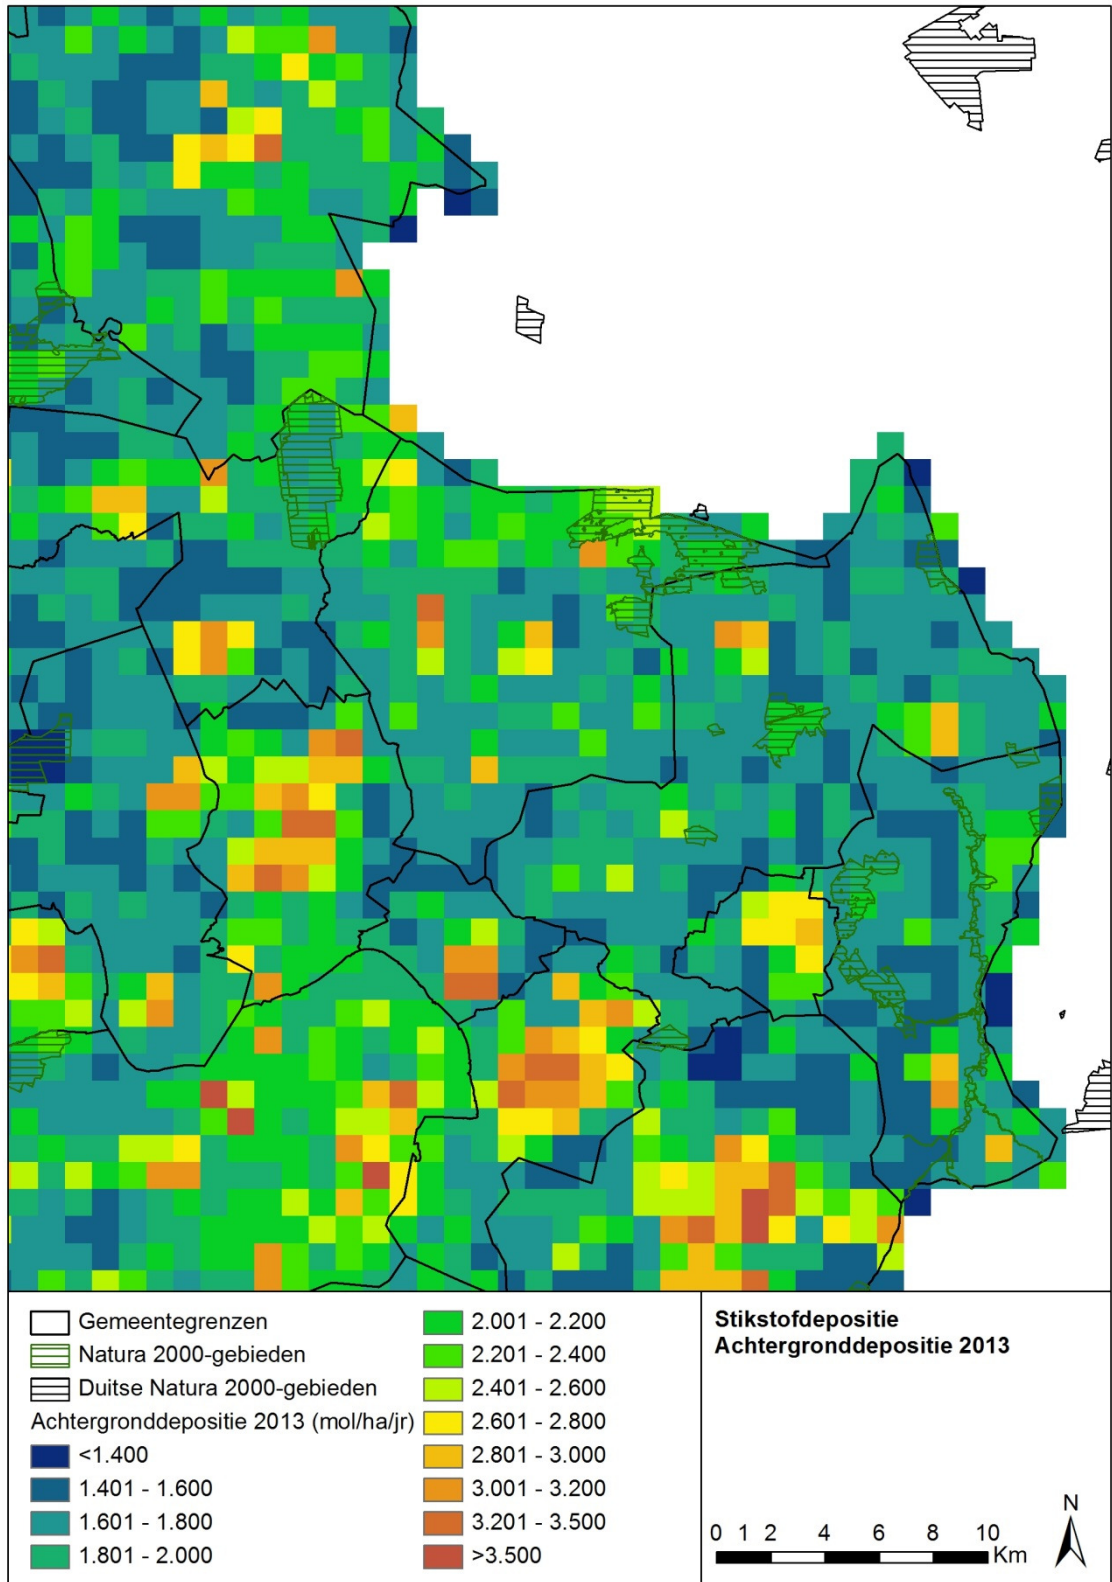 Gemeentegrenzen
Natura 2000-gebieden
Duitse Natura 2000-gebieden
Achtergronddepositie 2013 (mol/ha/jr)
<1.400
1.401 - 1.600
1.601 - 1.800
1.801 - 2.000
2.001 - 2.200
2.201 - 2.400
2.401 - 2.600
2.601 - 2.800
2.801 - 3.000
3.001 - 3.200
3.201 - 3.500
>3.500
Stikstofdepositie
Achtergronddepositie 2013
N
0 1 2 4 6 8 10
Km